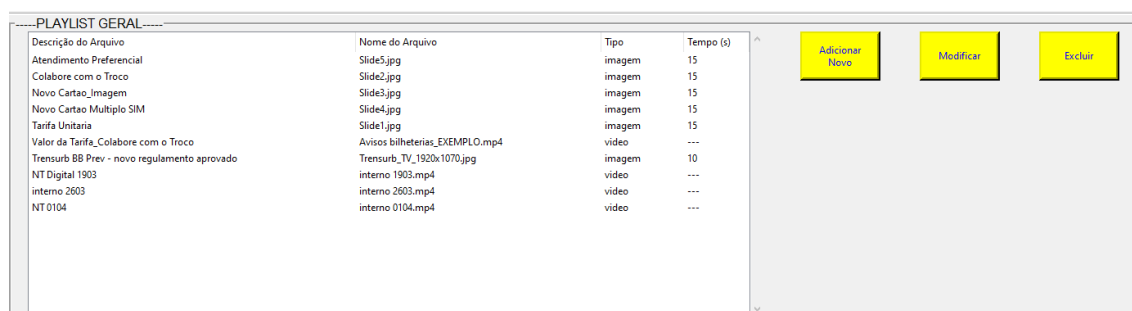 -----PLAYLIST GERAL-----
Descrição do Arquivo Nome do Arquivo Tipo Tempo (s)
Atendimento Preferencial Slide5.jpg imagem 15
Colabore com o Troco Slide2.jpg imagem 15
Novo Cartao_Imagem Slide3.jpg imagem 15
Novo Cartao Multiplo SIM Slide4.jpg imagem 15
Tarifa Unitaria Slide1.jpg imagem 15
Valor da Tarifa_Colabore com o Troco Avisos bilheterias_EXEMPLO.mp4 video ---
Trensurb BB Prev - novo regulamento aprovado Trensurb_TV_1920x1070.jpg imagem 10
NT Digital 1903 interno 1903.mp4 video ---
interno 2603 interno 2603.mp4 video ---
NT 0104 interno 0104.mp4 video ---
Adicionar
Novo
Modificar
Excluir